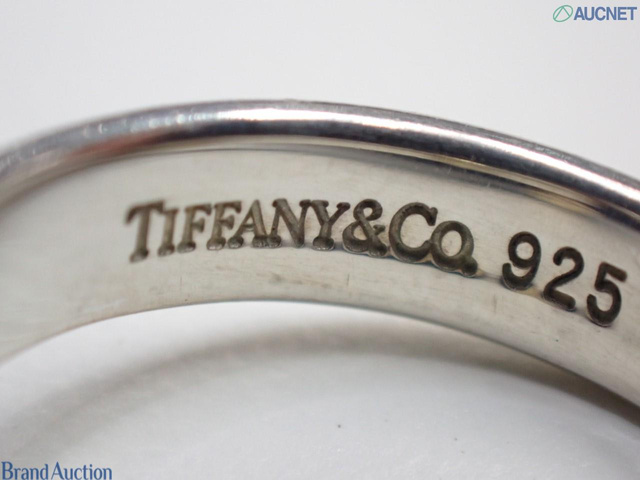 AUCNET
TIFFANY&CO. 925
Brand Auction